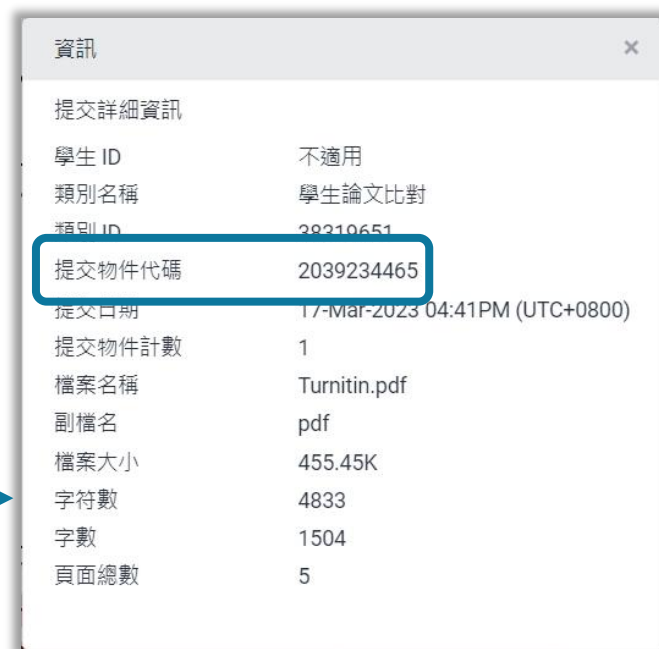 資訊 ×
提交詳細資訊
學生 ID 不適用
類別名稱 學生論文比對
類別 ID 38319651
提交物件代碼 2039234465
提交日期 17-Mar-2023 04:41PM (UTC+0800)
提交物件計數 1
檔案名稱 Turnitin.pdf
副檔名 pdf
檔案大小 455.45K
字符數 4833
字數 1504
頁面總數 5